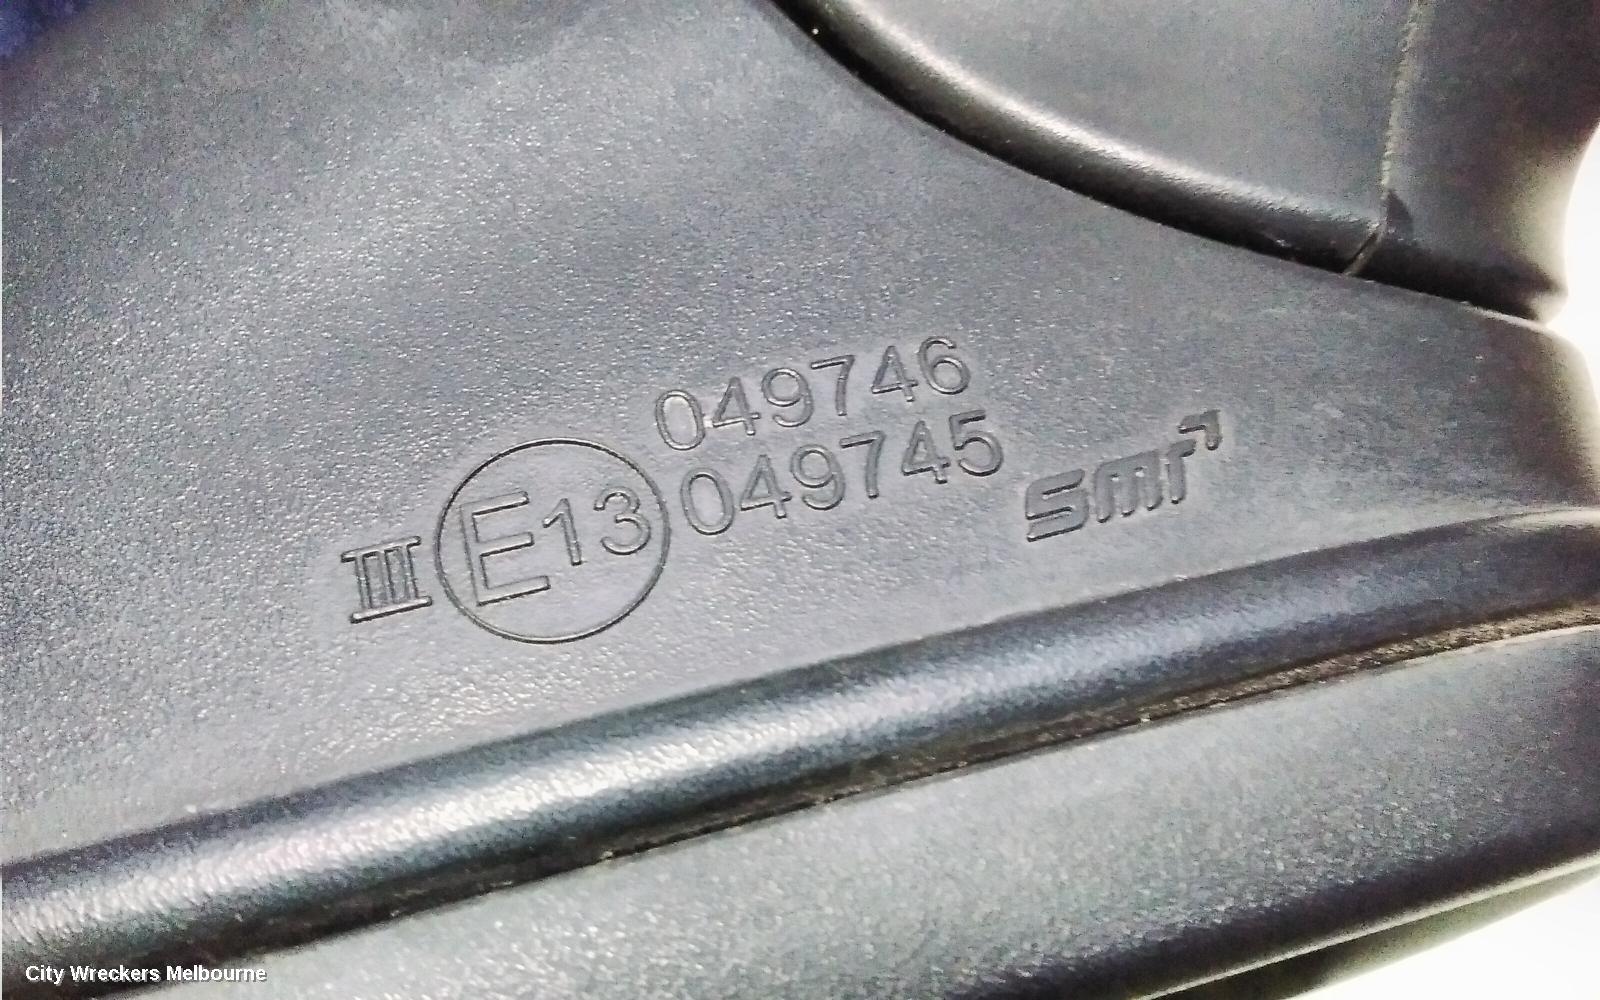 049746
III E13 049745 smr
City Wreckers Melbourne